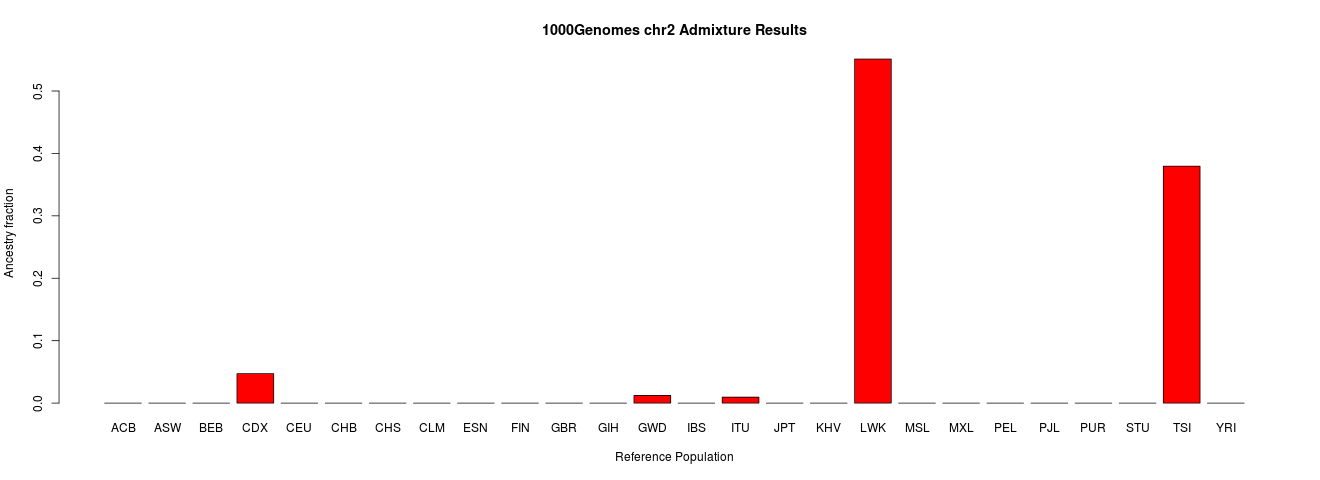 1000Genomes chr2 Admixture Results
Ancestry fraction
0.5
0.4
0.3
0.2
0.1
0.0
ACB ASW BEB CDX CEU CHB CHS CLM ESN FIN GBR GIH GWD IBS ITU JPT KHV LWK MSL MXL PEL PJL PUR STU TSI YRI
Reference Population